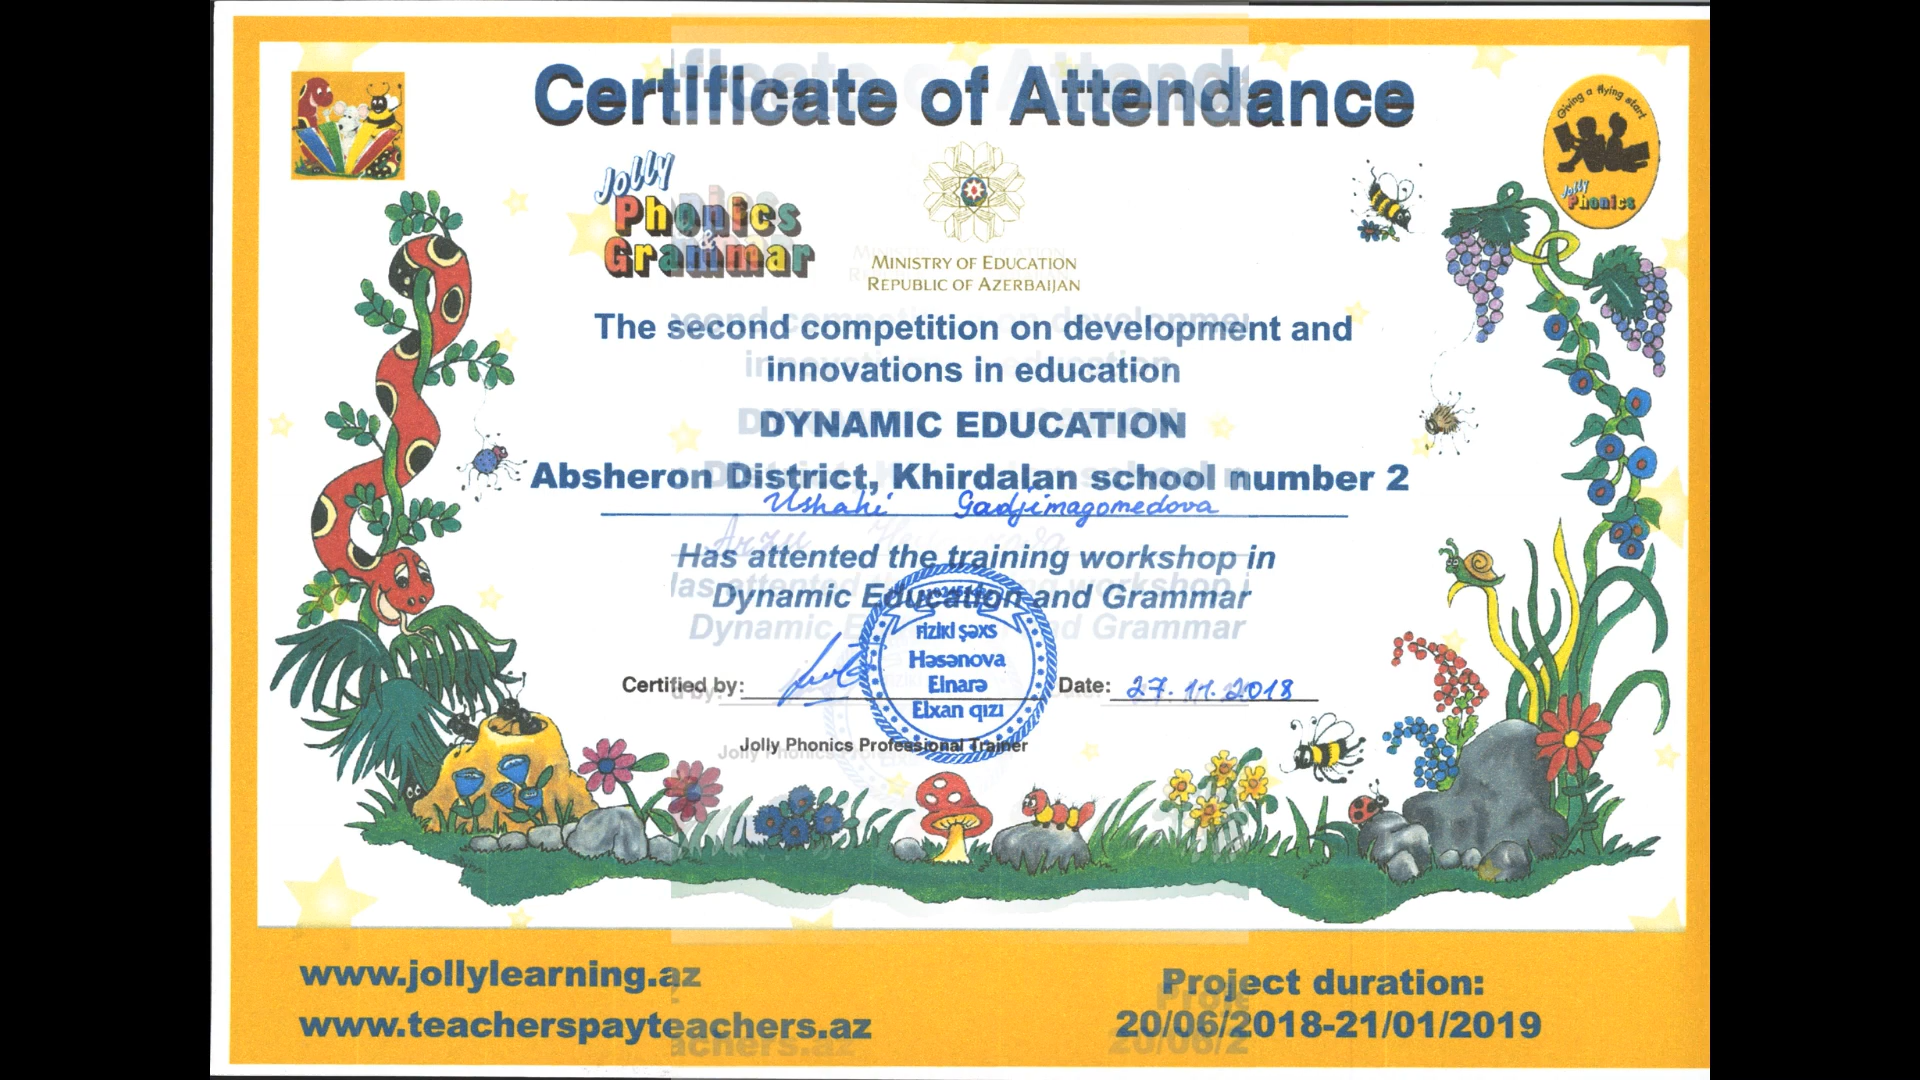 Certificate of Attendance
Giving a flying start
Jolly
Phonics
Jolly
Phonics
&
Grammar
MINISTRY OF EDUCATION
REPUBLIC OF AZERBAIJAN
The second competition on development and
innovations in education
DYNAMIC EDUCATION
Absheron District, Khirdalan school number 2
Gadjimagomedova
Has attented the training workshop in
Dynamic Education and Grammar
Fiziki şəxs
Həsənova
Elnarə
Elxan qızı
Certified by:
Date: 27.11.2018
Jolly Phonics Professional Trainer
www.jollylearning.az
www.teacherspayteachers.az
Project duration:
20/06/2018-21/01/2019